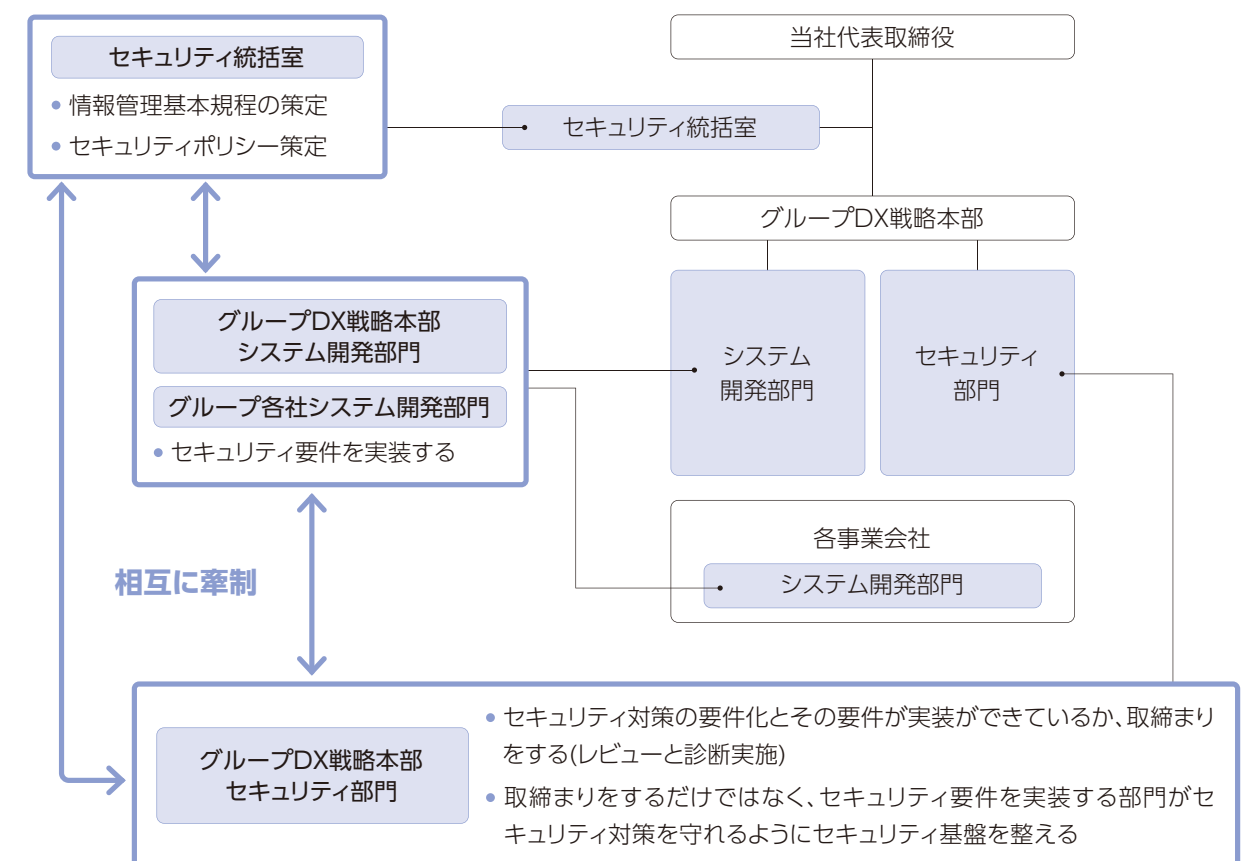 セキュリティ統括室
• 情報管理基本規程の策定
• セキュリティポリシー策定
当社代表取締役
セキュリティ統括室
グループDX戦略本部
システム
開発部門
セキュリティ
部門
各事業会社
システム開発部門
グループDX戦略本部
システム開発部門
グループ各社システム開発部門
• セキュリティ要件を実装する
相互に牽制
グループDX戦略本部
セキュリティ部門
• セキュリティ対策の要件化とその要件が実装ができているか、取締まり
をする(レビューと診断実施)
• 取締まりをするだけではなく、セキュリティ要件を実装する部門がセ
キュリティ対策を守れるようにセキュリティ基盤を整える